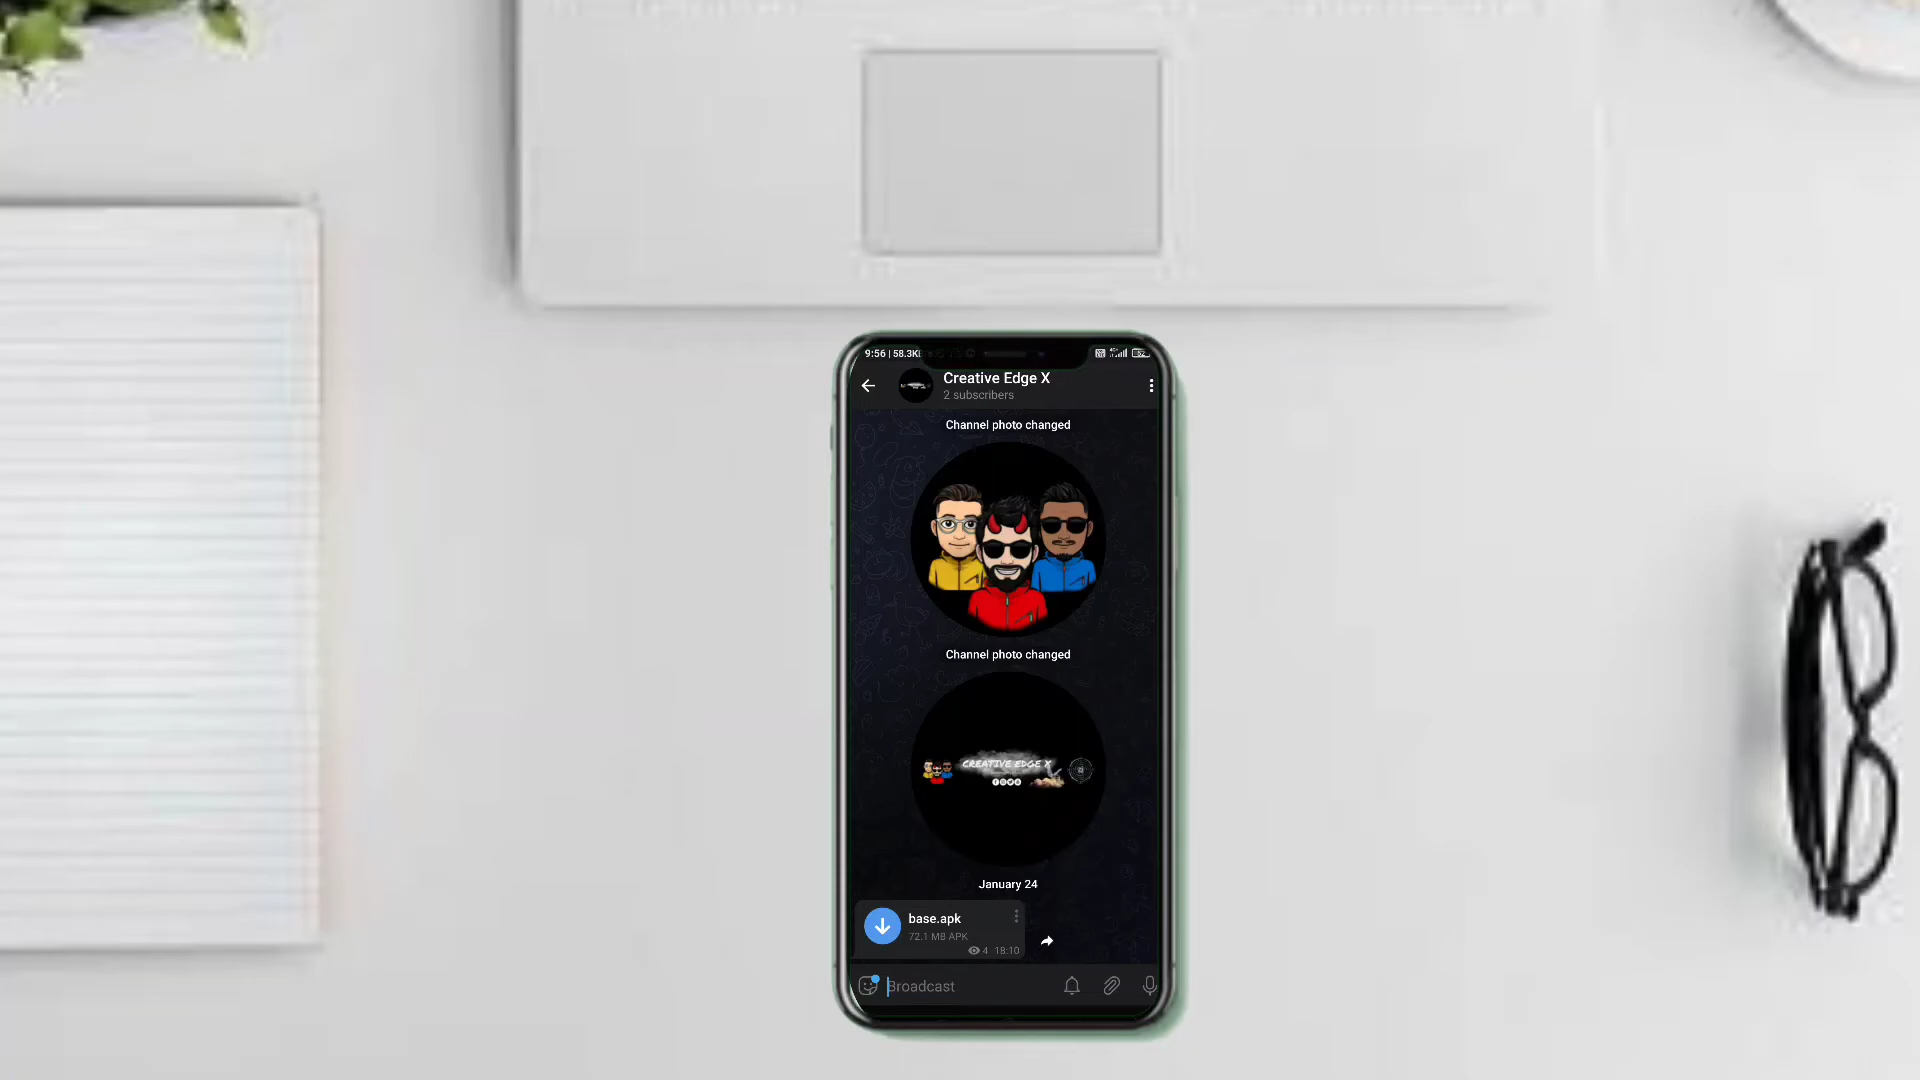 9:56 | 58.3K
Creative Edge X
2 subscribers
Channel photo changed
Channel photo changed
CREATIVE EDGE X
January 24
base.apk
72.1 MB APK
4 18:10
Broadcast